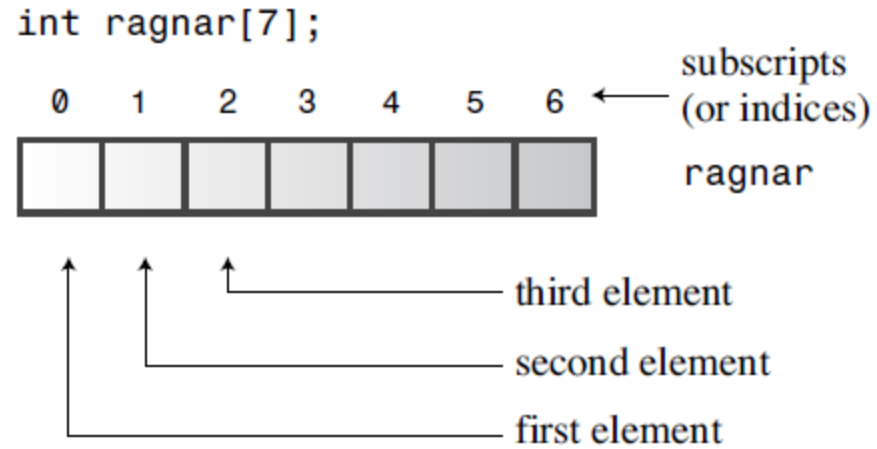 int ragnar[7];
0 1 2 3 4 5 6
subscripts
(or indices)
ragnar
third element
second element
first element